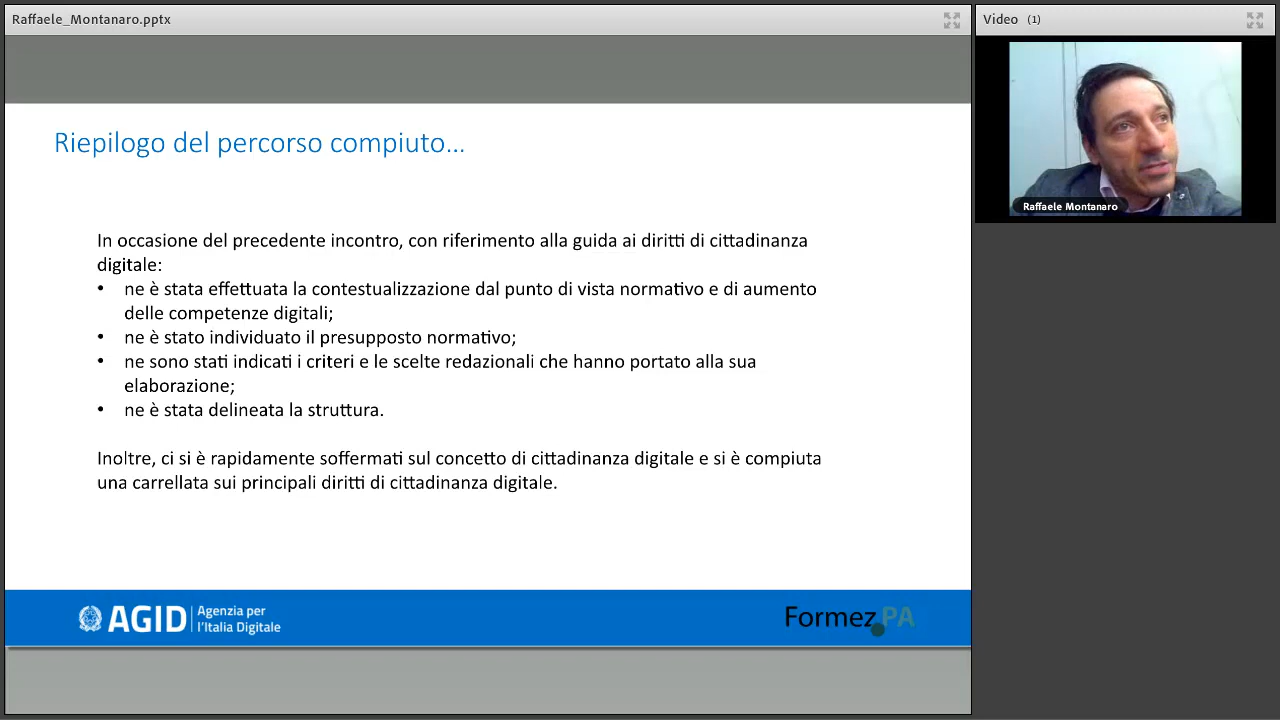 Raffaele_Montanaro.pptx
Video (1)
Raffaele Montanaro
Riepilogo del percorso compiuto...
In occasione del precedente incontro, con riferimento alla guida ai diritti di cittadinanza
digitale:
• ne è stata effettuata la contestualizzazione dal punto di vista normativo e di aumento
delle competenze digitali;
• ne è stato individuato il presupposto normativo;
• ne sono stati indicati i criteri e le scelte redazionali che hanno portato alla sua
elaborazione;
• ne è stata delineata la struttura.
Inoltre, ci si è rapidamente soffermati sul concetto di cittadinanza digitale e si è compiuta
una carrellata sui principali diritti di cittadinanza digitale.
AGID
Agenzia per
l'Italia Digitale
Formez PA